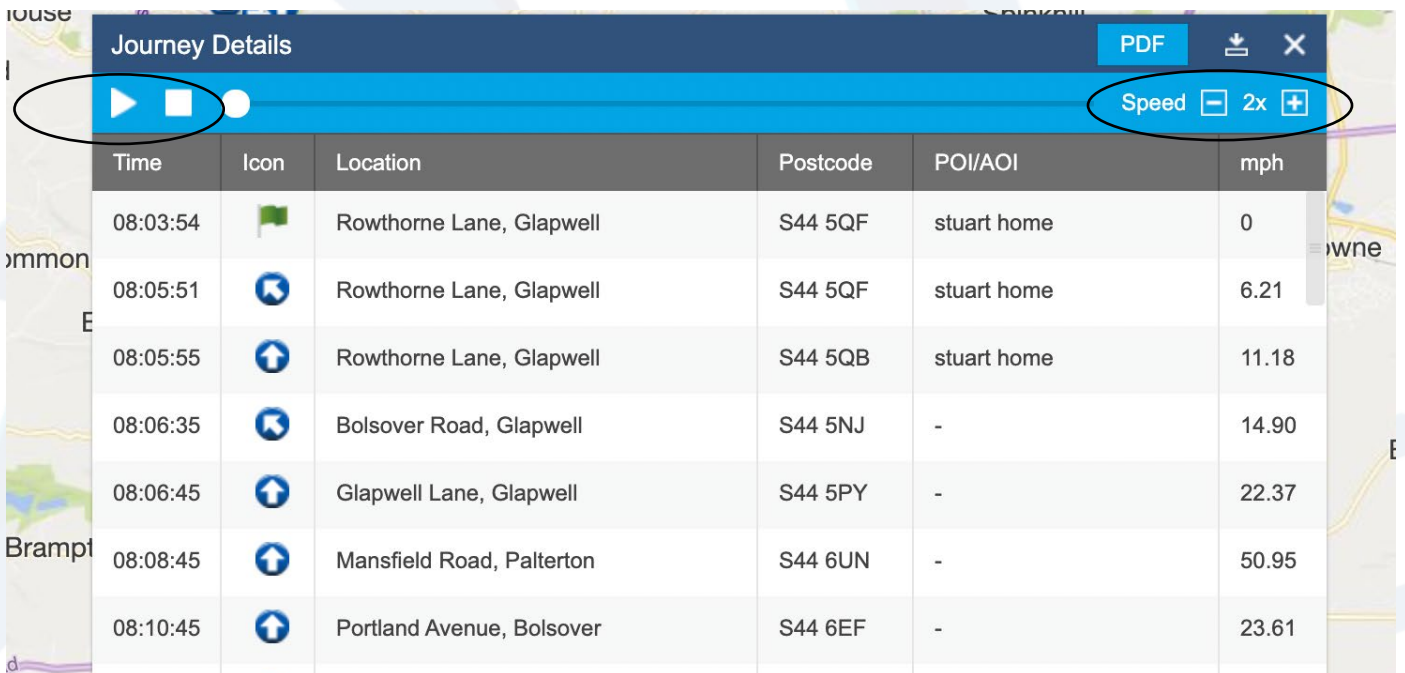 Journey Details PDF
Speed 2x
Time Icon Location Postcode POI/AOI mph
08:03:54 Rowthorne Lane, Glapwell S44 5QF stuart home 0
08:05:51 Rowthorne Lane, Glapwell S44 5QF stuart home 6.21
08:05:55 Rowthorne Lane, Glapwell S44 5QB stuart home 11.18
08:06:35 Bolsover Road, Glapwell S44 5NJ - 14.90
08:06:45 Glapwell Lane, Glapwell S44 5PY - 22.37
Brampt
08:08:45 Mansfield Road, Palterton S44 6UN - 50.95
08:10:45 Portland Avenue, Bolsover S44 6EF - 23.61